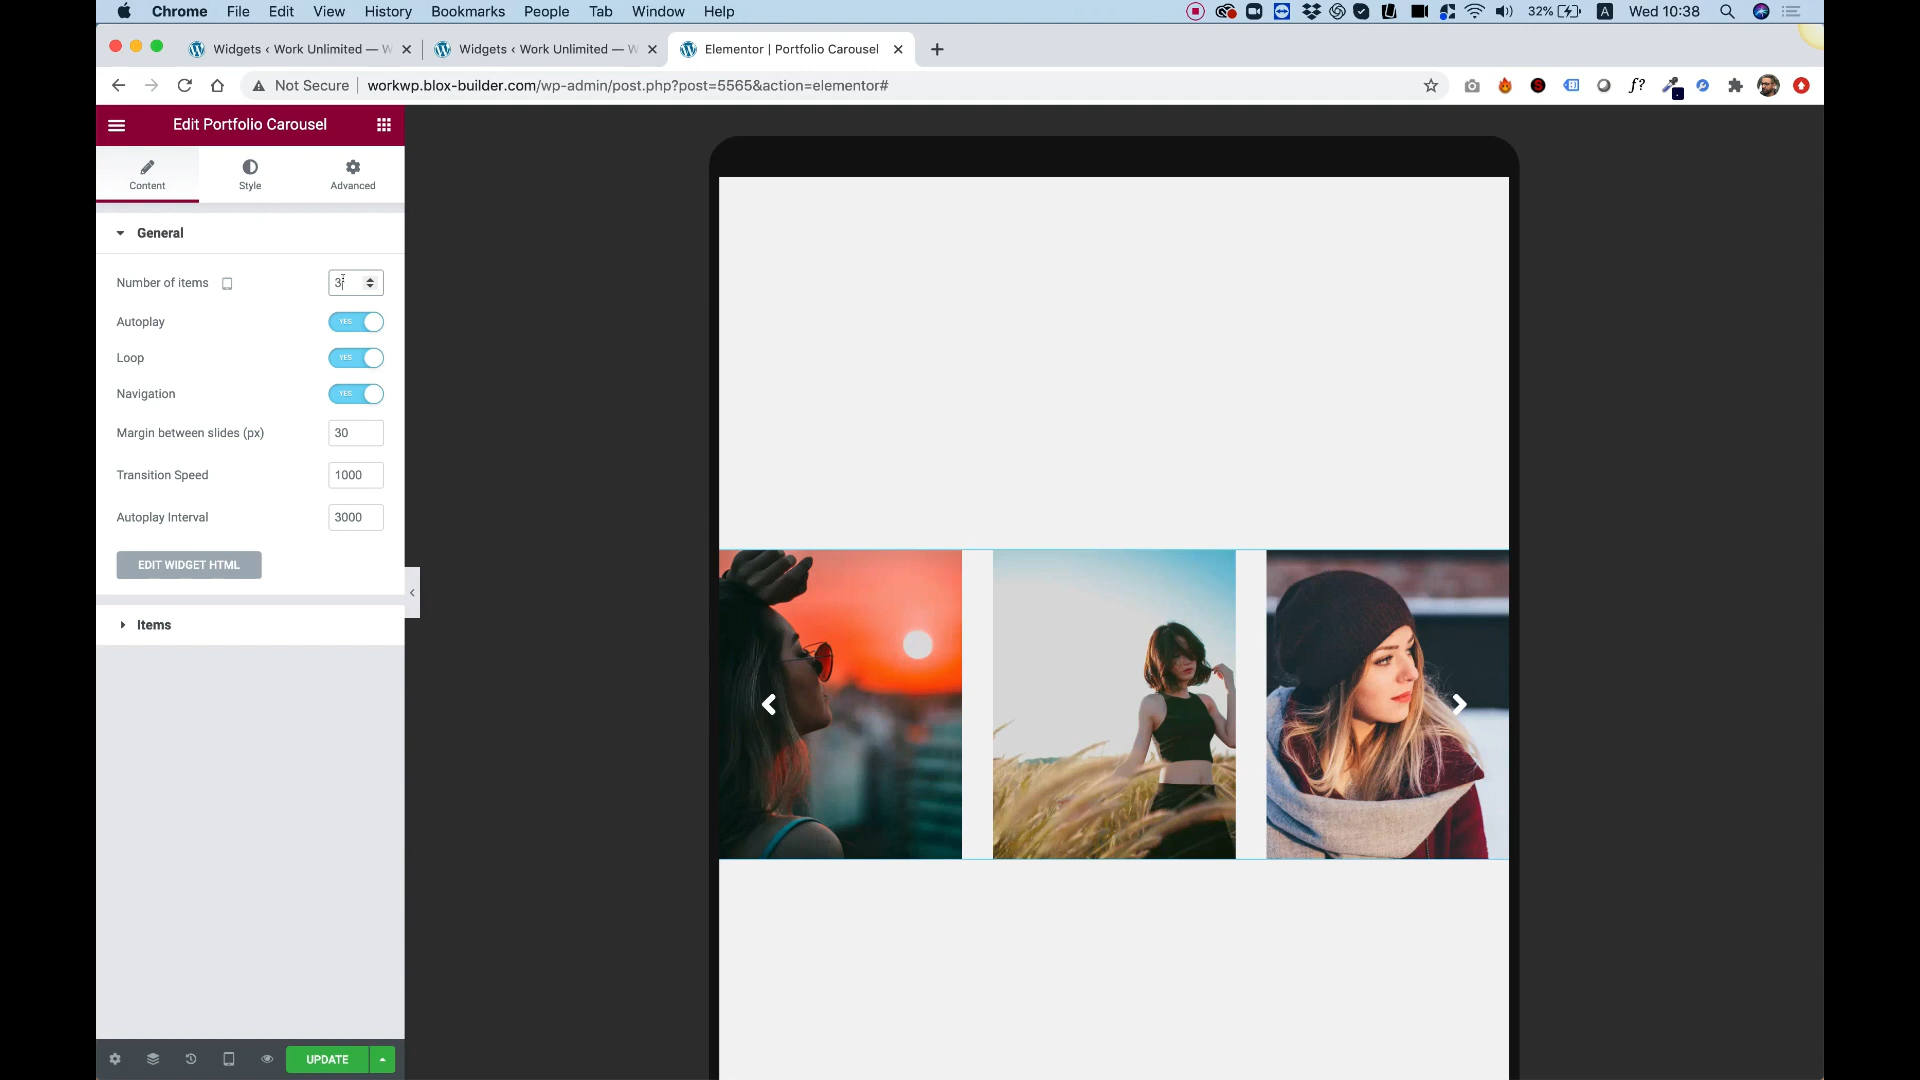 Chrome File Edit View History Bookmarks People Tab Window Help 32% A Wed 10:38
Widgets ‹ Work Unlimited — W Widgets ‹ Work Unlimited — W Elementor | Portfolio Carousel
Not Secure workwp.blox-builder.com/wp-admin/post.php?post=5565&action=elementor# f?
Edit Portfolio Carousel
Content Style Advanced
General
Number of items 3
Autoplay YES
Loop YES
Navigation YES
Margin between slides (px) 30
Transition Speed 1000
Autoplay Interval 3000
EDIT WIDGET HTML
Items
UPDATE